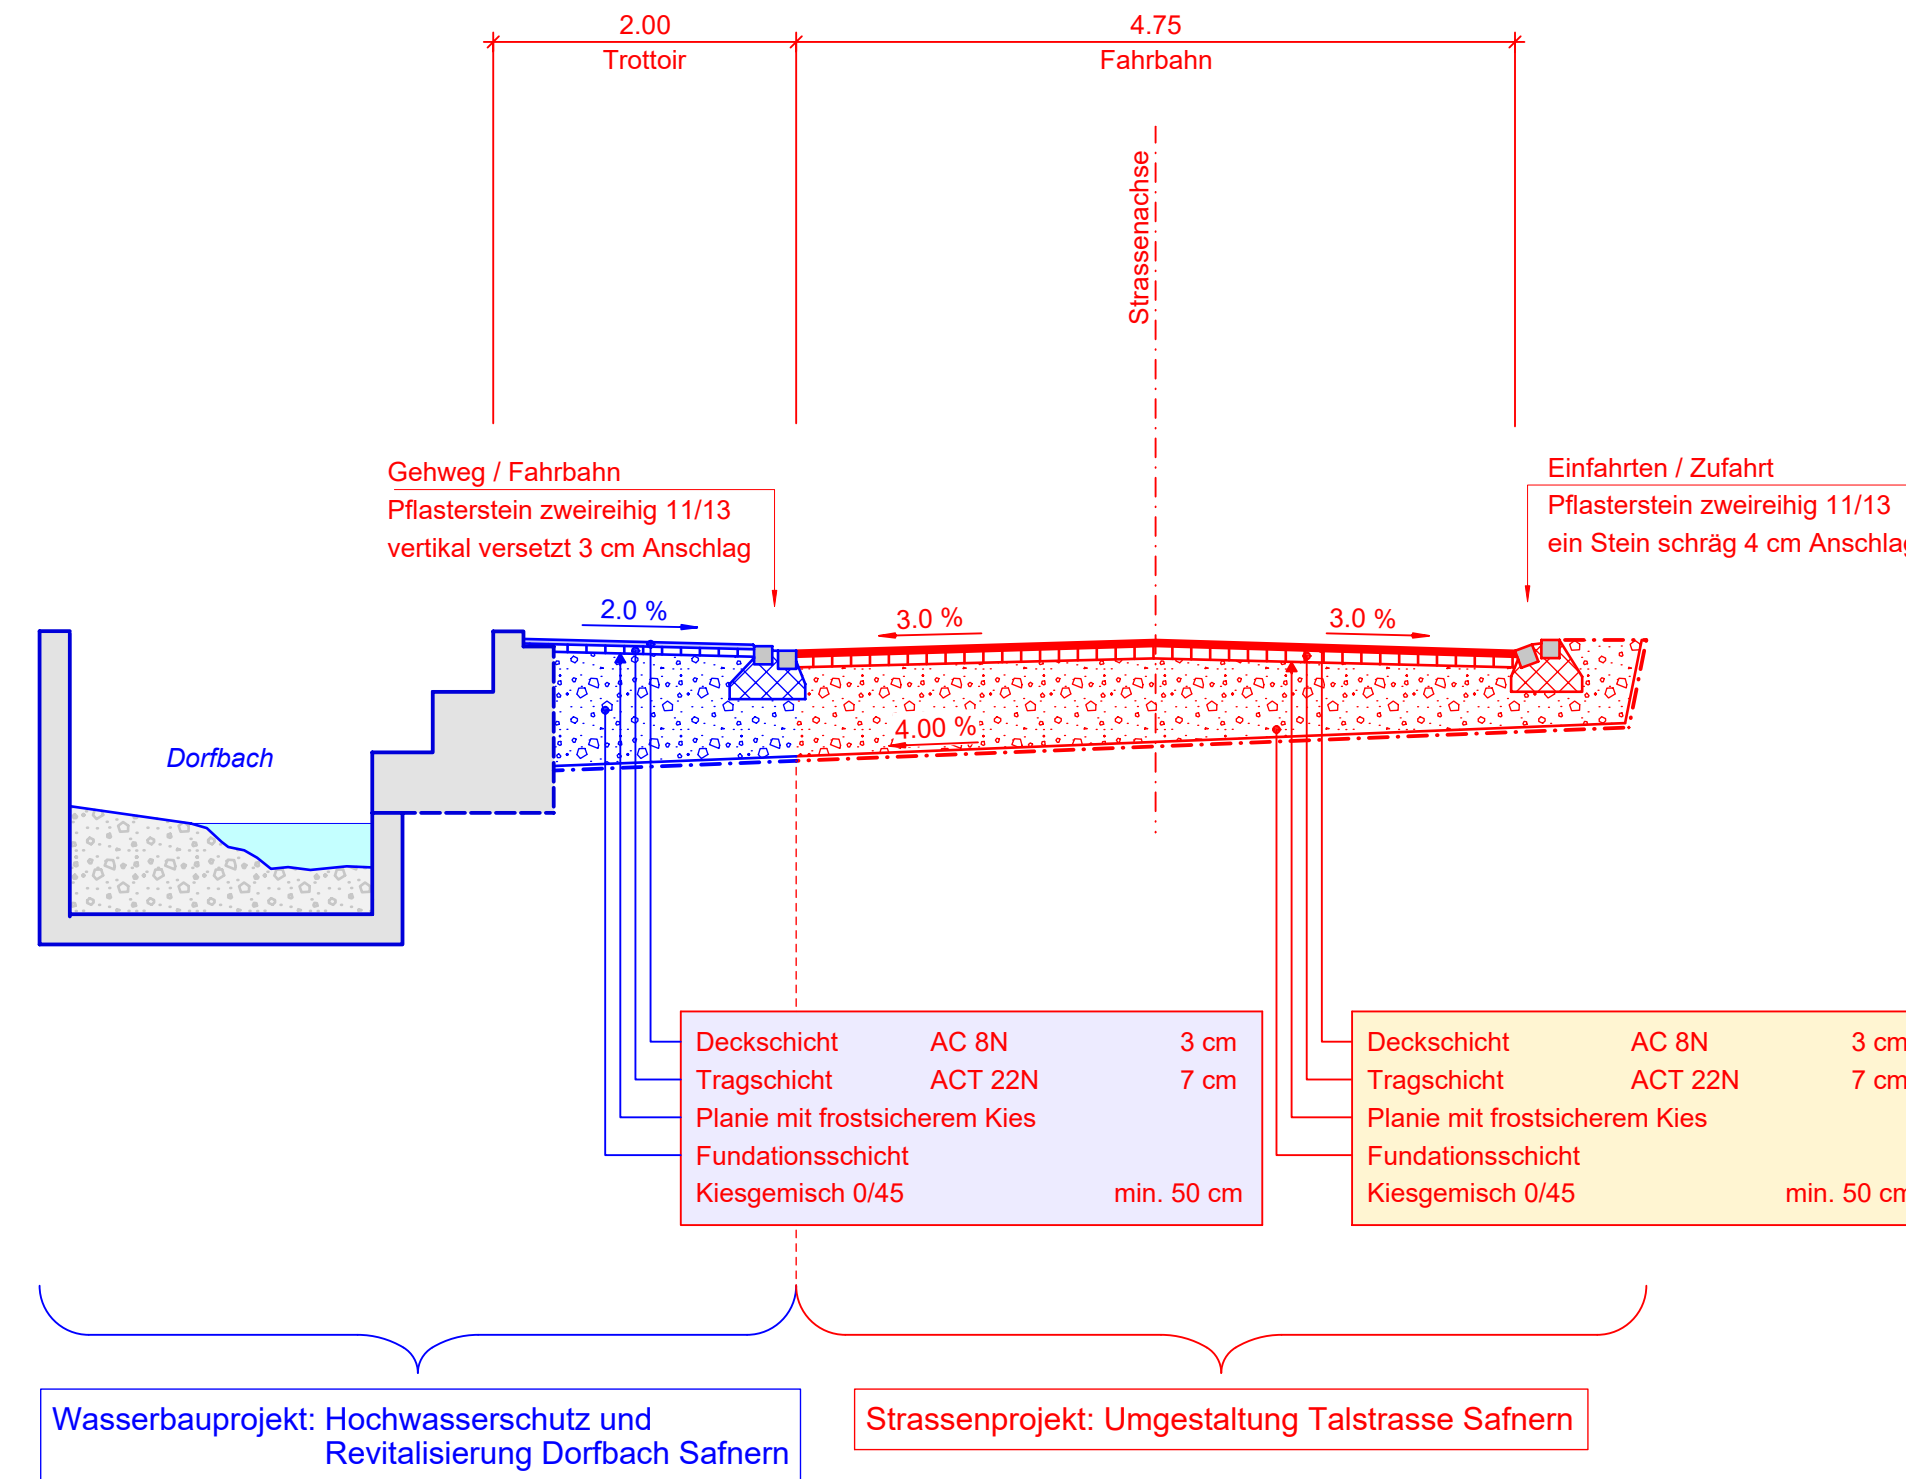 2.00
Trottoir
4.75
Fahrbahn
Strassenachse
Gehweg / Fahrbahn
Pflasterstein zweireihig 11/13
vertikal versetzt 3 cm Anschlag
Einfahrten / Zufahrt
Pflasterstein zweireihig 11/13
ein Stein schräg 4 cm Anschlag
2.0 %
3.0 %
3.0 %
4.00 %
Dorfbach
Deckschicht AC 8N 3 cm
Tragschicht ACT 22N 7 cm
Planie mit frostsicherem Kies
Fundationsschicht
Kiesgemisch 0/45 min. 50 cm
Deckschicht AC 8N 3 cm
Tragschicht ACT 22N 7 cm
Planie mit frostsicherem Kies
Fundationsschicht
Kiesgemisch 0/45 min. 50 cm
Wasserbauprojekt: Hochwasserschutz und
Revitalisierung Dorfbach Safnern
Strassenprojekt: Umgestaltung Talstrasse Safnern